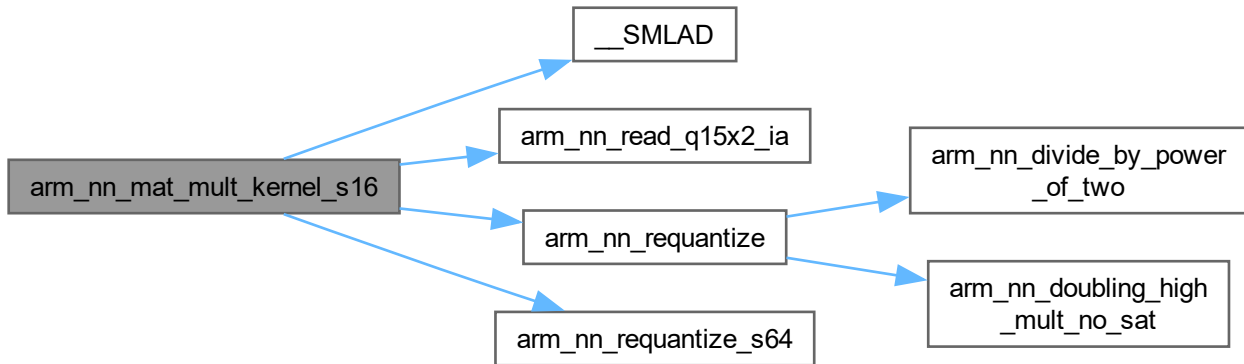 __SMLAD
arm_nn_read_q15x2_ia
arm_nn_divide_by_power
_of_two
arm_nn_mat_mult_kernel_s16
arm_nn_requantize
arm_nn_doubling_high
_mult_no_sat
arm_nn_requantize_s64